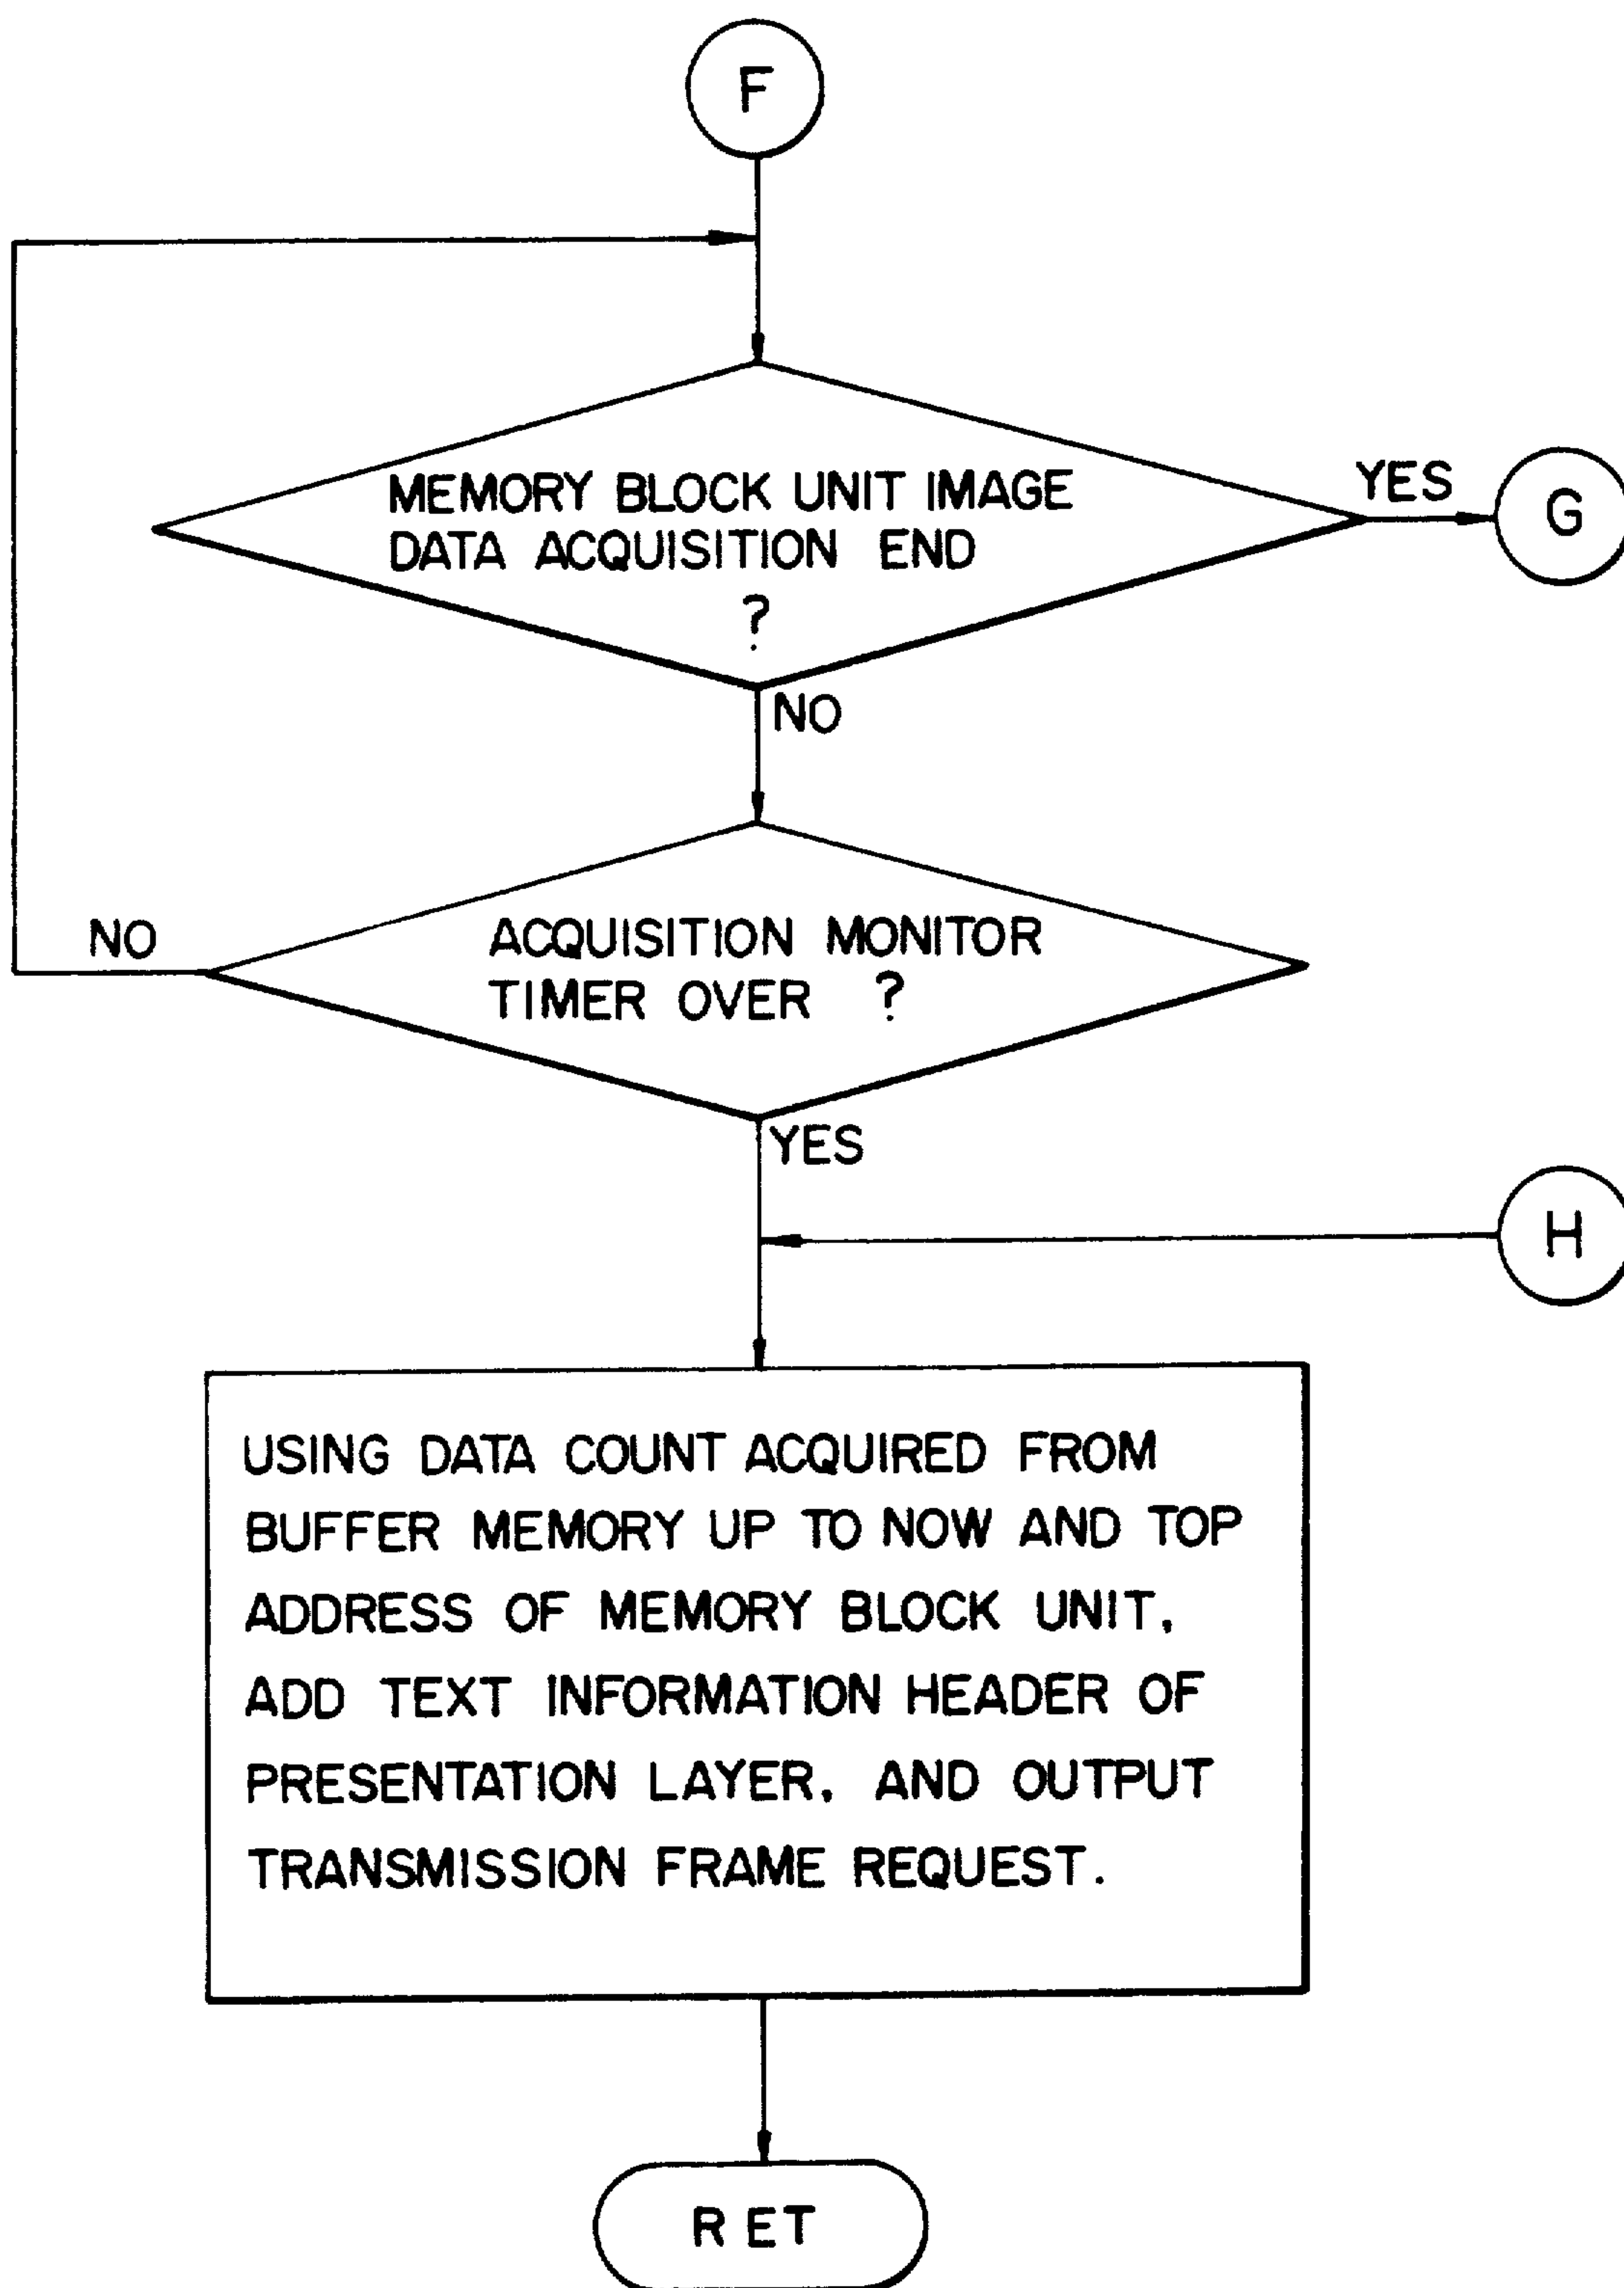 F
MEMORY BLOCK UNIT IMAGE
DATA ACQUISITION END
?
YES
G
NO
ACQUISITION MONITOR
TIMER OVER ?
NO
YES
H
USING DATA COUNT ACQUIRED FROM
BUFFER MEMORY UP TO NOW AND TOP
ADDRESS OF MEMORY BLOCK UNIT,
ADD TEXT INFORMATION HEADER OF
PRESENTATION LAYER, AND OUTPUT
TRANSMISSION FRAME REQUEST.
RET